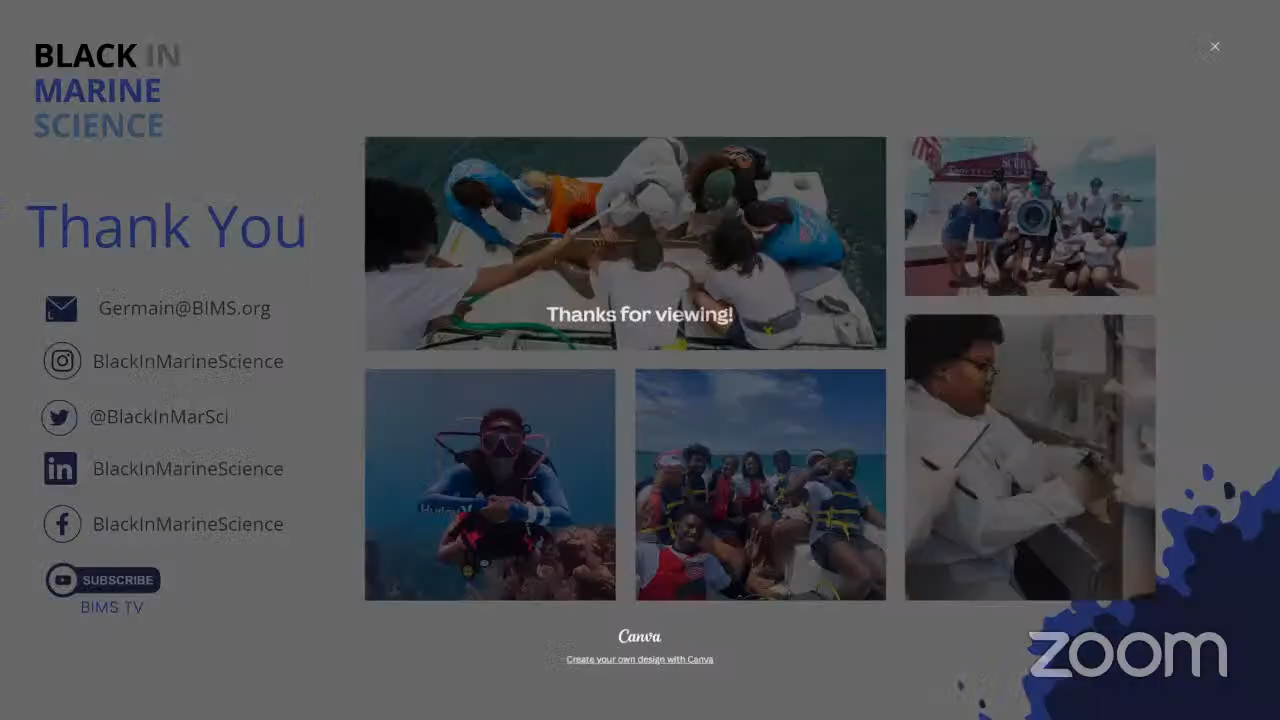 BLACK IN
MARINE
SCIENCE
Thank You
Germain@BIMS.org
BlackInMarineScience
@BlackInMarSci
BlackInMarineScience
BlackInMarineScience
SUBSCRIBE
BIMS TV
Thanks for viewing!
Canva
Create your own design with Canva
zoom